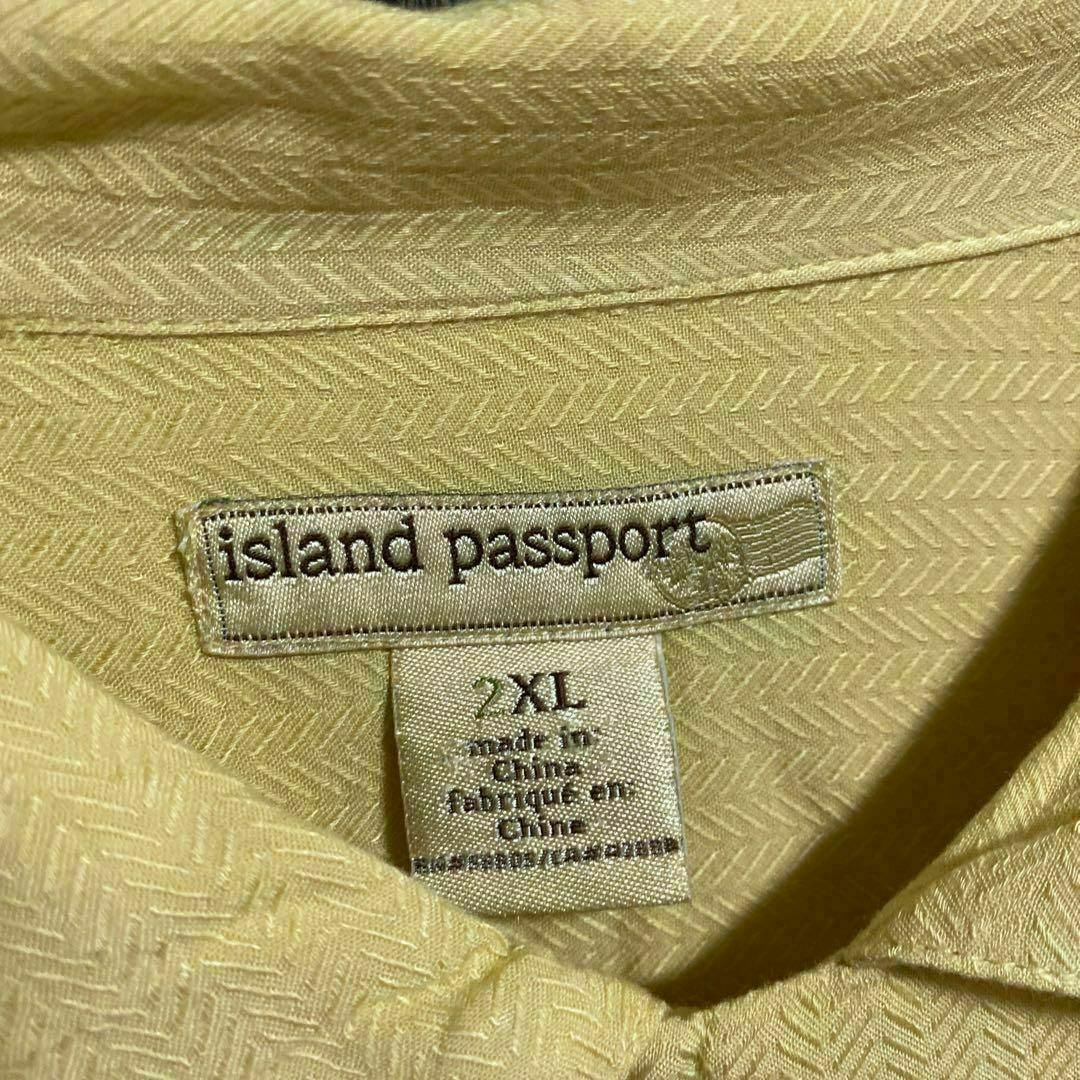 island passport
2XL
made in:
China
fabriqué en:
Chine